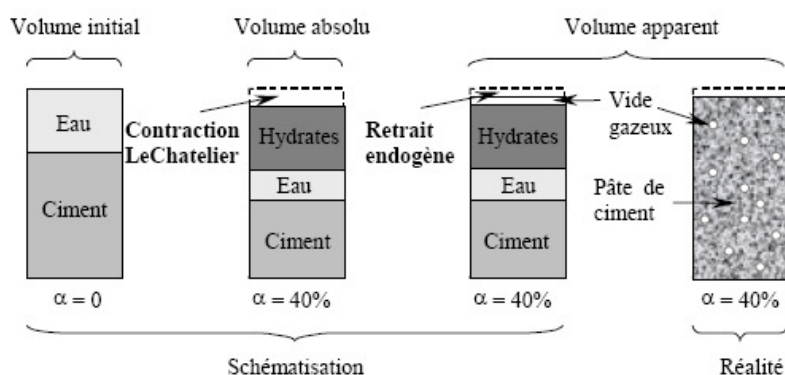 Volume initial
Volume absolu
Volume apparent
Eau
Ciment
α = 0
Contraction
LeChatelier
Hydrates
Eau
Ciment
α = 40%
Retrait
endogène
Hydrates
Eau
Ciment
α = 40%
Vide
gazeux
Pâte de
ciment
α = 40%
Schématisation
Réalité